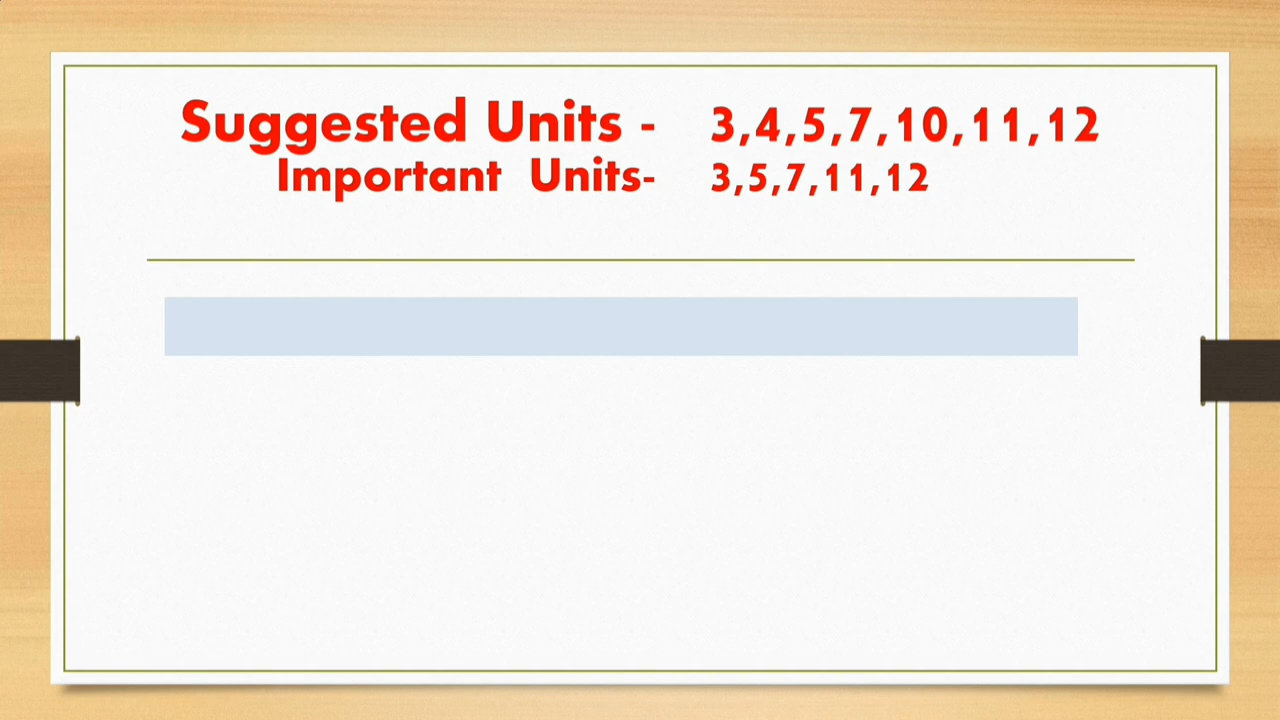 Suggested Units - 3,4,5,7,10,11,12
Important Units- 3,5,7,11,12